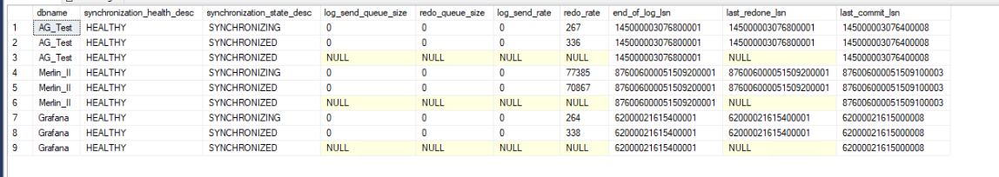 dbname synchronization_health_desc synchronization_state_desc log_send_queue_size redo_queue_size log_send_rate redo_rate end_of_log_lsn last_redone_lsn last_commit_lsn
1 AG_Test HEALTHY SYNCHRONIZING 0 0 0 267 145000003076800001 145000003076800001 145000003076400008
2 AG_Test HEALTHY SYNCHRONIZED 0 0 0 336 145000003076800001 145000003076800001 145000003076400008
3 AG_Test HEALTHY SYNCHRONIZED NULL NULL NULL NULL 145000003076800001 NULL 145000003076400008
4 Merlin_II HEALTHY SYNCHRONIZING 0 0 0 77385 876006000051509200001 876006000051509200001 876006000051509100003
5 Merlin_II HEALTHY SYNCHRONIZED 0 0 0 70867 876006000051509200001 876006000051509200001 876006000051509100003
6 Merlin_II HEALTHY SYNCHRONIZED NULL NULL NULL NULL 876006000051509200001 NULL 876006000051509100003
7 Grafana HEALTHY SYNCHRONIZING 0 0 0 264 62000021615400001 62000021615400001 62000021615000008
8 Grafana HEALTHY SYNCHRONIZED 0 0 0 338 62000021615400001 62000021615400001 62000021615000008
9 Grafana HEALTHY SYNCHRONIZED NULL NULL NULL NULL 62000021615400001 NULL 62000021615000008